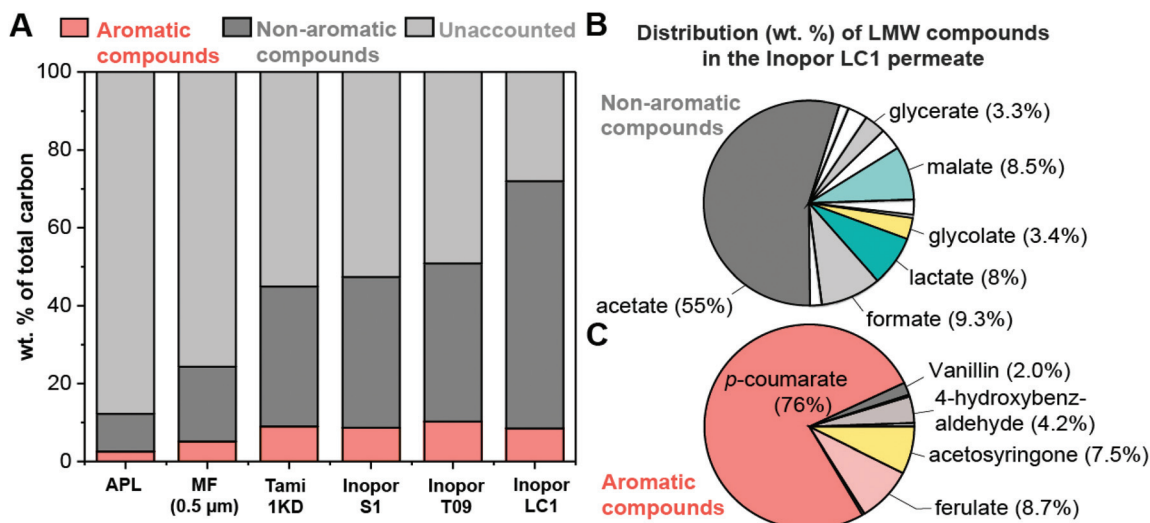 A
Aromatic
compounds
Non-aromatic
compounds
Unaccounted
wt. % of total carbon
100
80
60
40
20
0
APL
MF
(0.5 µm)
Tami
1KD
Inopor
S1
Inopor
T09
Inopor
LC1
B
Distribution (wt. %) of LMW compounds
in the Inopor LC1 permeate
Non-aromatic
compounds
glycerate (3.3%)
malate (8.5%)
glycolate (3.4%)
lactate (8%)
formate (9.3%)
acetate (55%)
C
p-coumarate
(76%)
Vanillin (2.0%)
4-hydroxybenz-
aldehyde (4.2%)
acetosyringone (7.5%)
ferulate (8.7%)
Aromatic
compounds